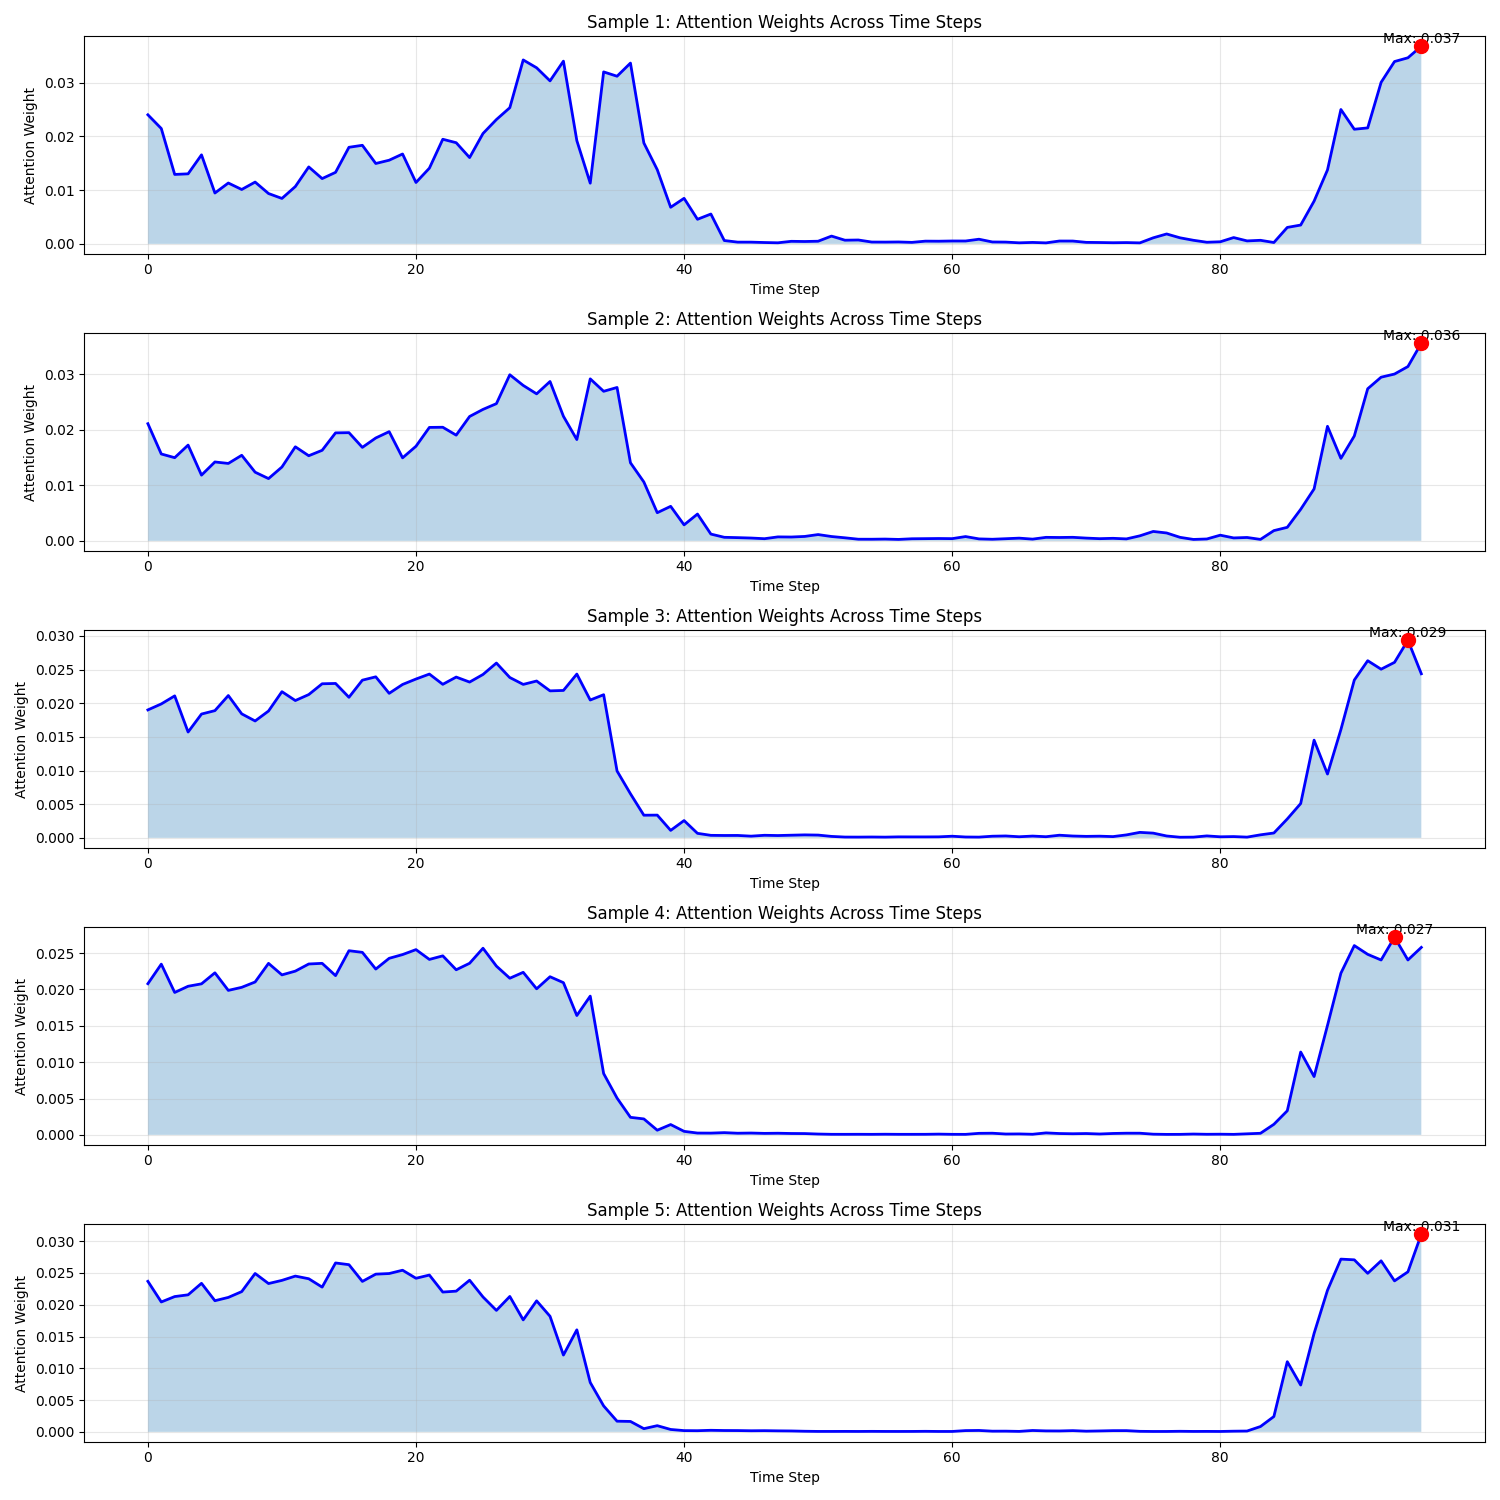 Sample 1: Attention Weights Across Time Steps
Max: 0.037
0.03
0.02
0.01
0.00
Attention Weight
0
20
40
60
80
Time Step
Sample 2: Attention Weights Across Time Steps
Max: 0.036
0.03
0.02
0.01
0.00
Attention Weight
0
20
40
60
80
Time Step
Sample 3: Attention Weights Across Time Steps
Max: 0.029
0.030
0.025
0.020
0.015
0.010
0.005
0.000
Attention Weight
0
20
40
60
80
Time Step
Sample 4: Attention Weights Across Time Steps
Max: 0.027
0.025
0.020
0.015
0.010
0.005
0.000
Attention Weight
0
20
40
60
80
Time Step
Sample 5: Attention Weights Across Time Steps
Max: 0.031
0.030
0.025
0.020
0.015
0.010
0.005
0.000
Attention Weight
0
20
40
60
80
Time Step